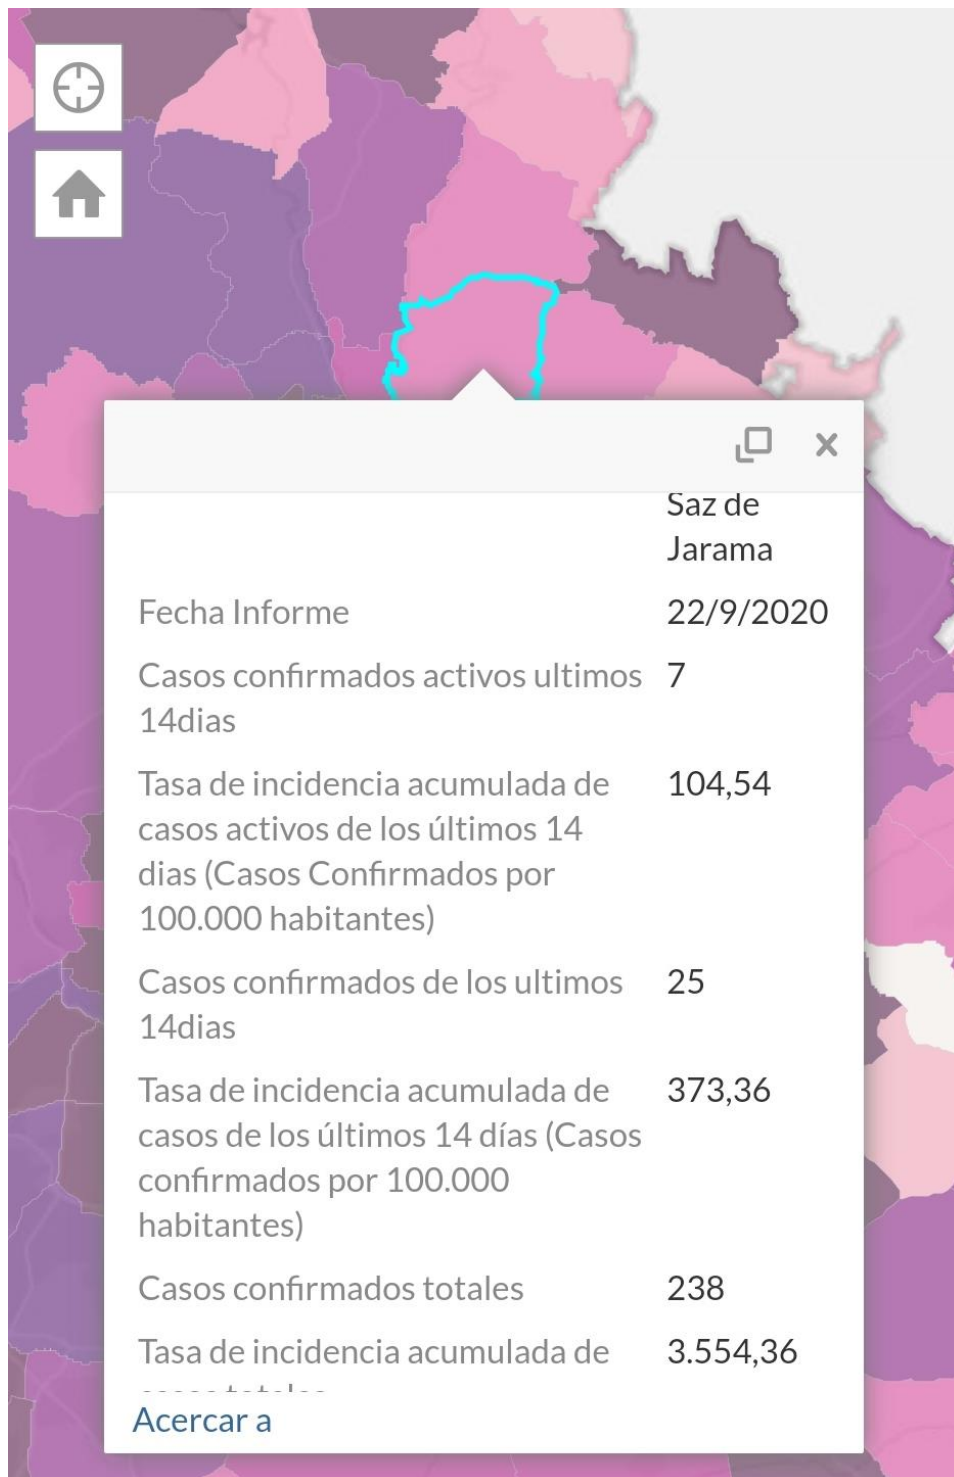 Saz de
Jarama
Fecha Informe 22/9/2020
Casos confirmados activos ultimos 7
14dias
Tasa de incidencia acumulada de 104,54
casos activos de los últimos 14
dias (Casos Confirmados por
100.000 habitantes)
Casos confirmados de los ultimos 25
14dias
Tasa de incidencia acumulada de 373,36
casos de los últimos 14 días (Casos
confirmados por 100.000
habitantes)
Casos confirmados totales 238
Tasa de incidencia acumulada de 3.554,36
Acercar a